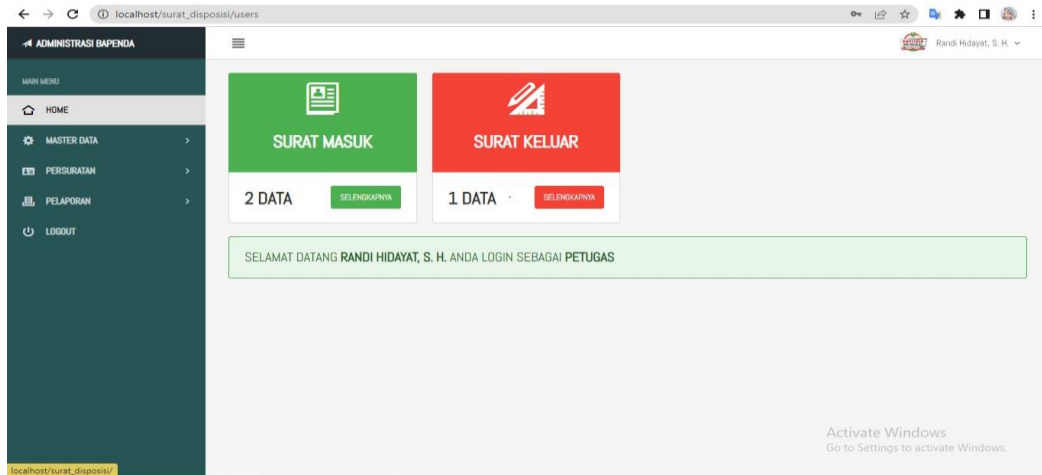 localhost/surat_disposisi/users
ADMINISTRASI BAPENDA
Randi Hidayat, S. H.
MAIN MENU
HOME
MASTER DATA
PERSURATAN
PELAPORAN
LOGOUT
SURAT MASUK
2 DATA
SELENGKAPNYA
SURAT KELUAR
1 DATA
SELENGKAPNYA
SELAMAT DATANG RANDI HIDAYAT, S. H. ANDA LOGIN SEBAGAI PETUGAS
Activate Windows
Go to Settings to activate Windows.
localhost/surat_disposisi/